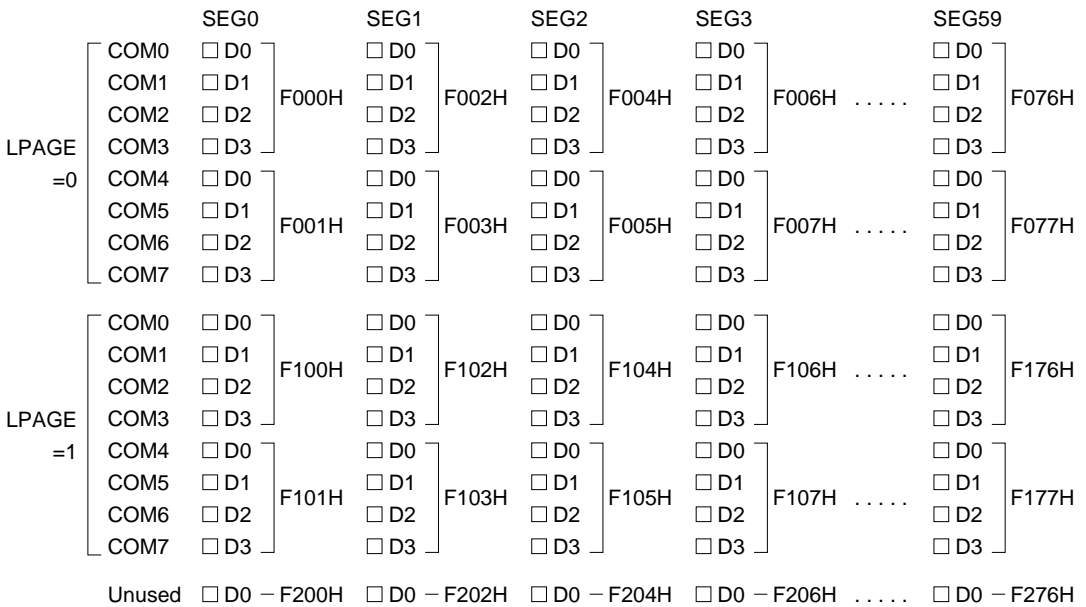 SEG0 SEG1 SEG2 SEG3 SEG59
COM0 D0 D0 D0 D0 D0
COM1 D1 D1 D1 D1 D1
F000H F002H F004H F006H ..... F076H
COM2 D2 D2 D2 D2 D2
LPAGE COM3 D3 D3 D3 D3 D3
=0 COM4 D0 D0 D0 D0 D0
COM5 D1 D1 D1 D1 D1
F001H F003H F005H F007H ..... F077H
COM6 D2 D2 D2 D2 D2
COM7 D3 D3 D3 D3 D3
COM0 D0 D0 D0 D0 D0
COM1 D1 D1 D1 D1 D1
F100H F102H F104H F106H ..... F176H
COM2 D2 D2 D2 D2 D2
LPAGE COM3 D3 D3 D3 D3 D3
=1 COM4 D0 D0 D0 D0 D0
COM5 D1 D1 D1 D1 D1
F101H F103H F105H F107H ..... F177H
COM6 D2 D2 D2 D2 D2
COM7 D3 D3 D3 D3 D3
Unused D0 – F200H D0 – F202H D0 – F204H D0 – F206H ..... D0 – F276H